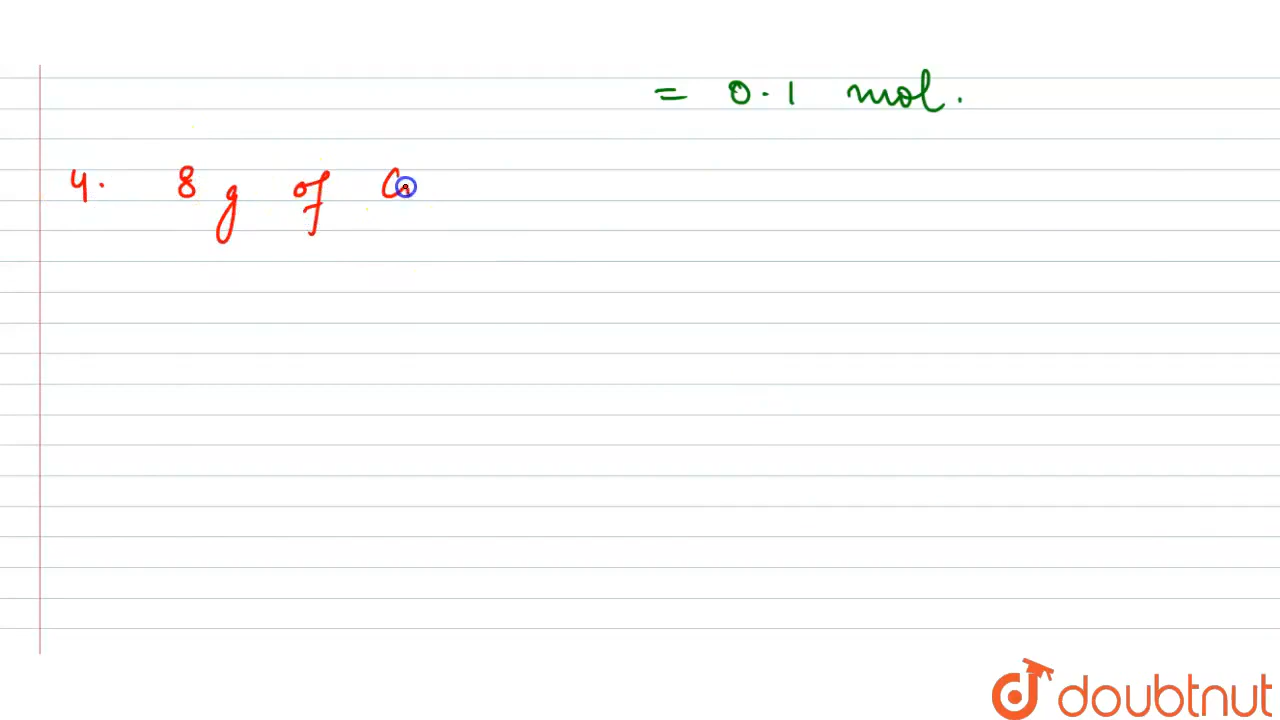 = 0.1 mol.
4. 8 g of
doubtnut